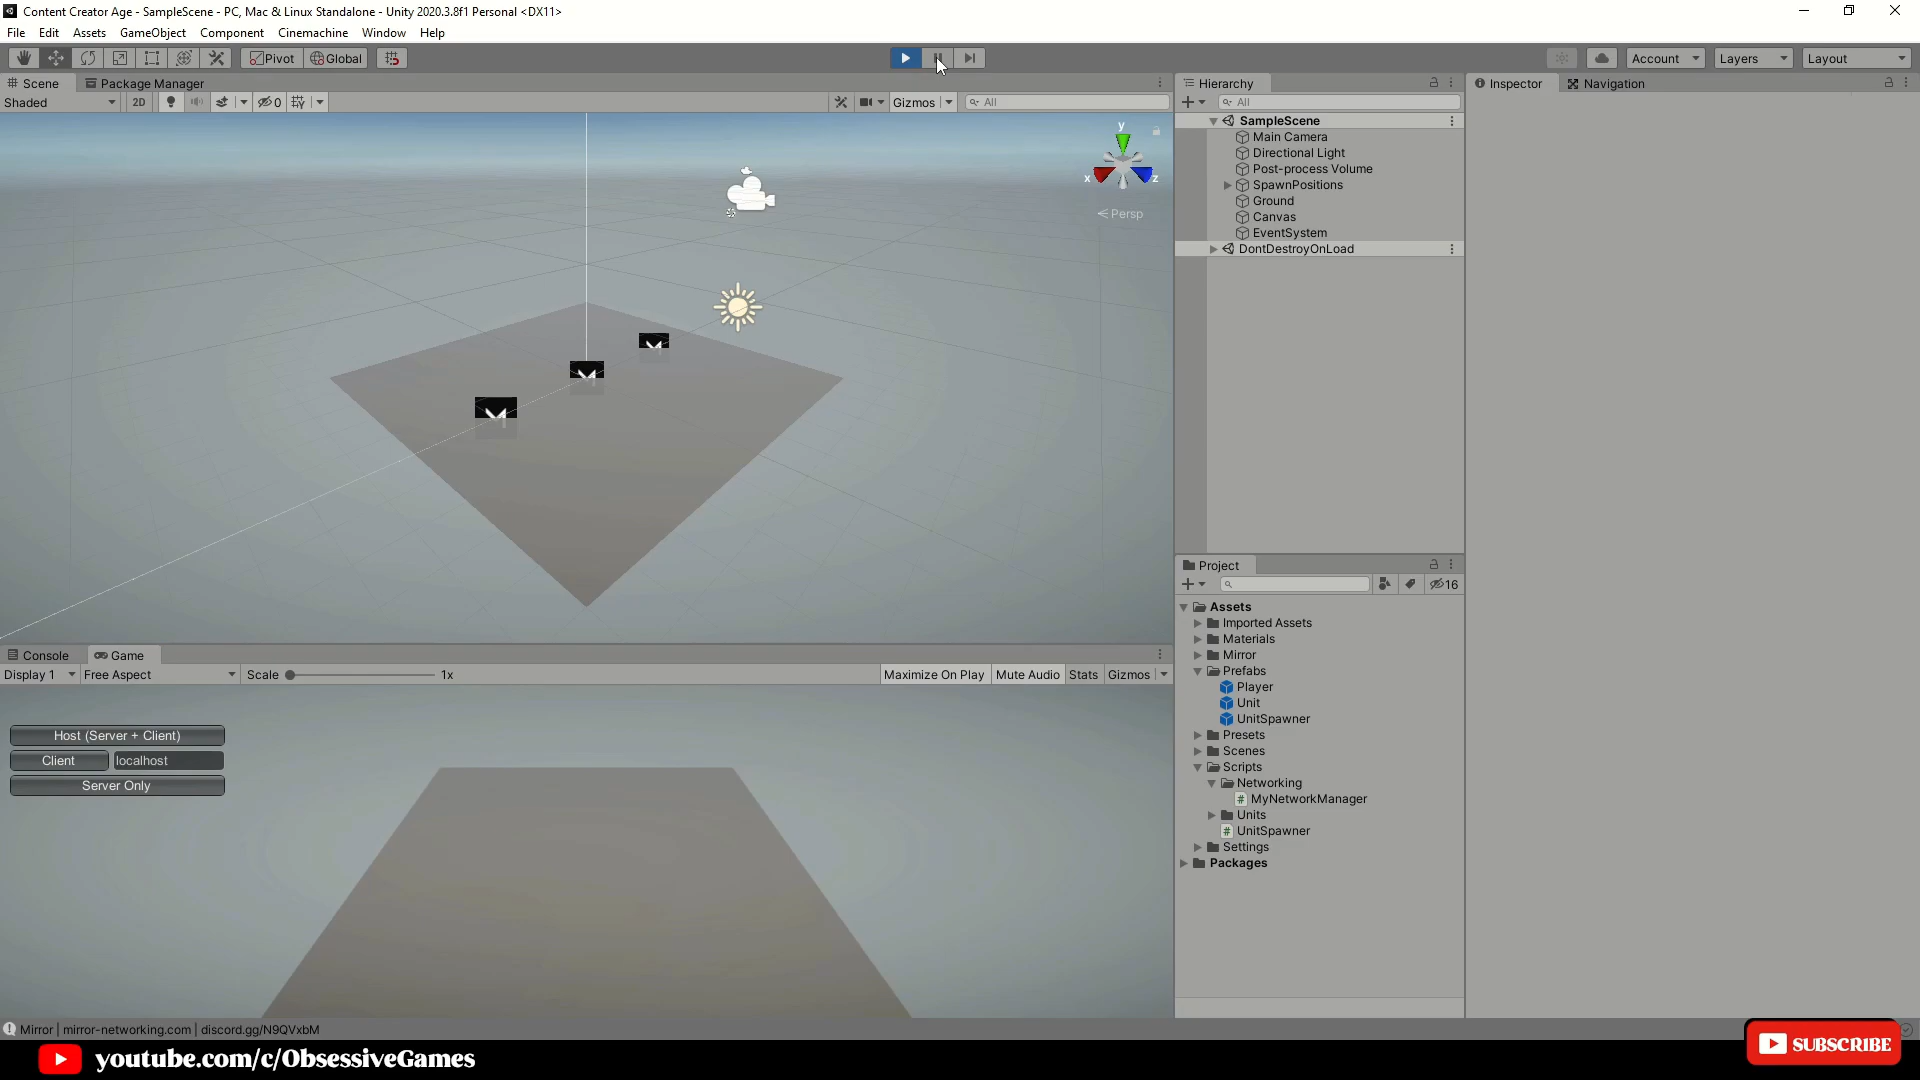 Content Creator Age - SampleScene - PC, Mac & Linux Standalone - Unity 2020.3.8f1 Personal <DX11>
File Edit Assets GameObject Component Cinemachine Window Help
Pivot Global Account Layers Layout
Scene Package Manager
Shaded 2D 0 Gizmos All
y
x z
Persp
Hierarchy
All
SampleScene
Main Camera
Directional Light
Post-process Volume
SpawnPositions
Ground
Canvas
EventSystem
DontDestroyOnLoad
Inspector Navigation
Project
16
Assets
Imported Assets
Materials
Mirror
Prefabs
Player
Unit
UnitSpawner
Presets
Scenes
Scripts
Networking
MyNetworkManager
Units
UnitSpawner
Settings
Packages
Console Game
Display 1 Free Aspect Scale 1x Maximize On Play Mute Audio Stats Gizmos
Host (Server + Client)
Client localhost
Server Only
Mirror | mirror-networking.com | discord.gg/N9QVxbM
youtube.com/c/ObsessiveGames
SUBSCRIBE